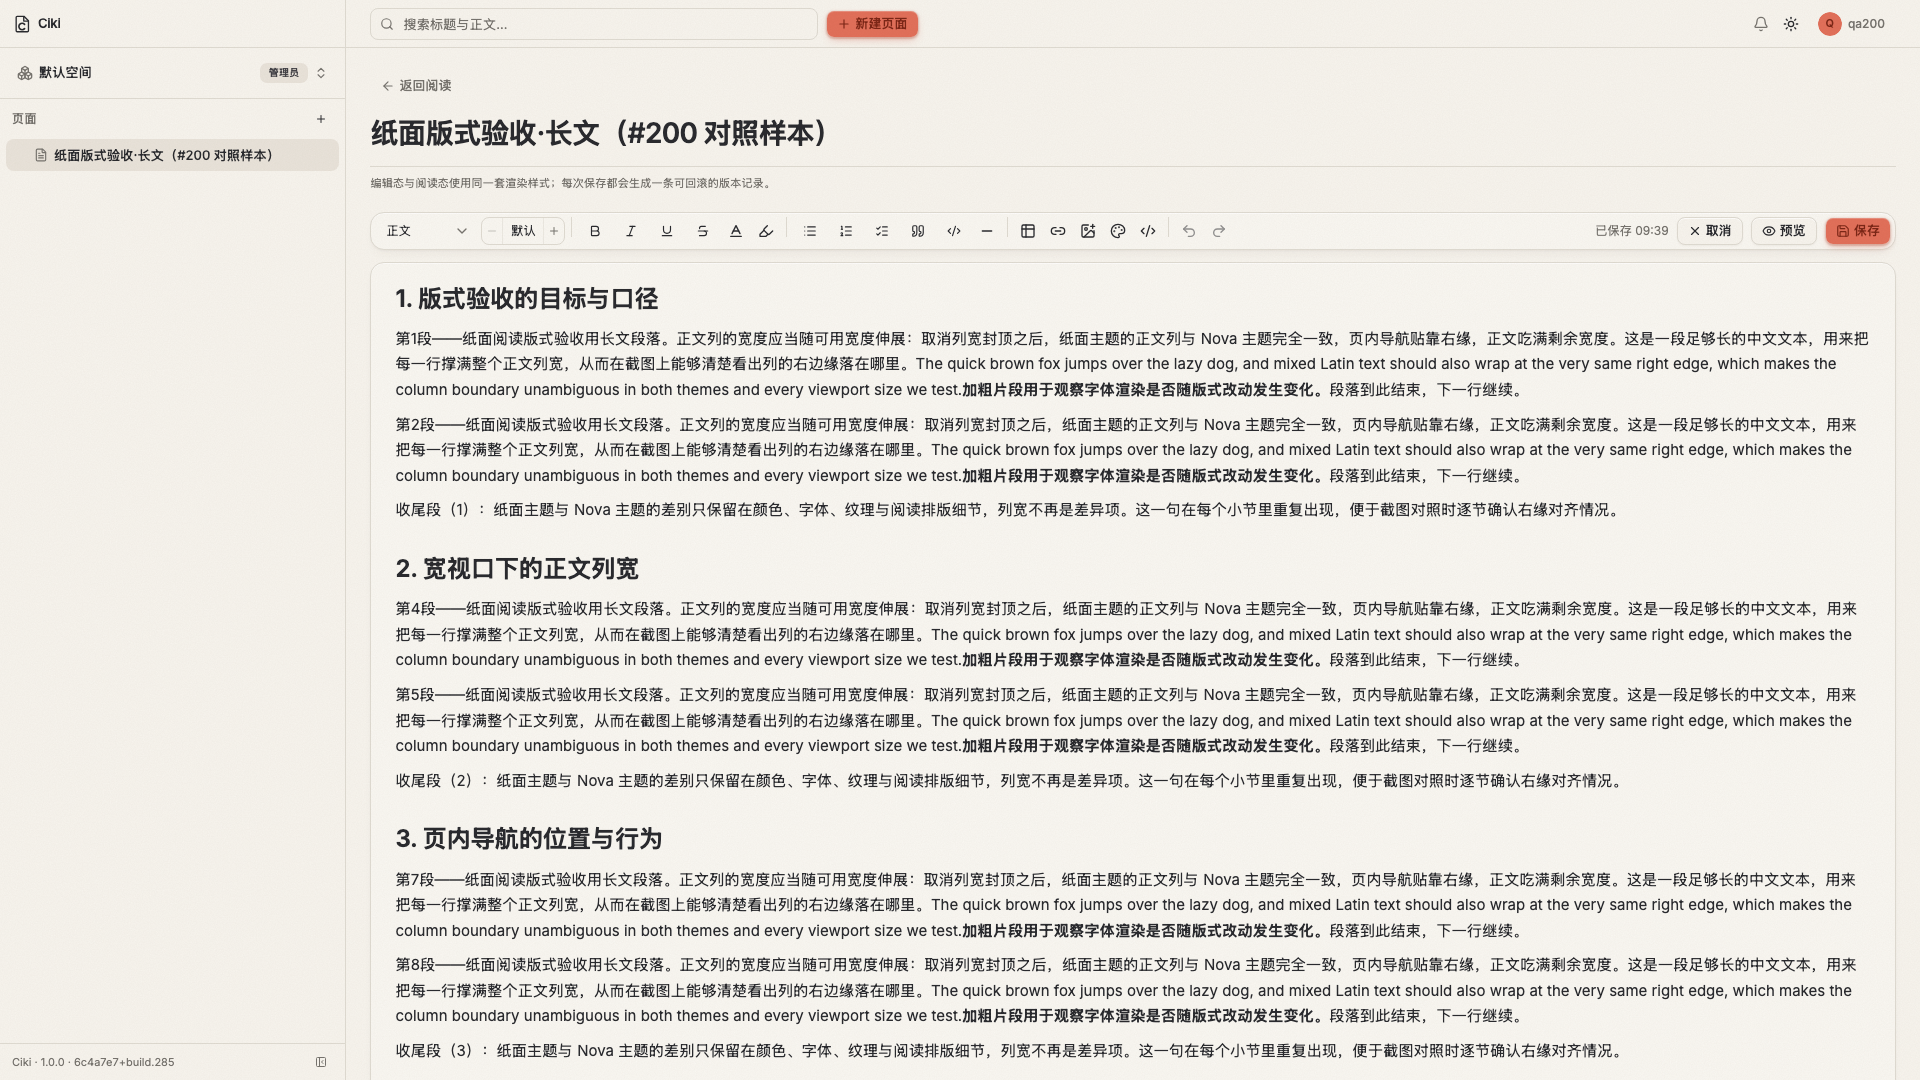 Ciki
搜索标题与正文...
新建页面
Q
qa200
默认空间
管理员
页面
纸面版式验收·长文（#200 对照样本）
返回阅读
纸面版式验收·长文（#200 对照样本）
编辑态与阅读态使用同一套渲染样式；每次保存都会生成一条可回滚的版本记录。
正文
默认
已保存 09:39
取消
预览
保存
1. 版式验收的目标与口径
第1段——纸面阅读版式验收用长文段落。正文列的宽度应当随可用宽度伸展：取消列宽封顶之后，纸面主题的正文列与 Nova 主题完全一致，页内导航贴靠右缘，正文吃满剩余宽度。这是一段足够长的中文文本，用来把
每一行撑满整个正文列宽，从而在截图上能够清楚看出列的右边缘落在哪里。The quick brown fox jumps over the lazy dog, and mixed Latin text should also wrap at the very same right edge, which makes the
column boundary unambiguous in both themes and every viewport size we test.加粗片段用于观察字体渲染是否随版式改动发生变化。段落到此结束，下一行继续。
第2段——纸面阅读版式验收用长文段落。正文列的宽度应当随可用宽度伸展：取消列宽封顶之后，纸面主题的正文列与 Nova 主题完全一致，页内导航贴靠右缘，正文吃满剩余宽度。这是一段足够长的中文文本，用来
把每一行撑满整个正文列宽，从而在截图上能够清楚看出列的右边缘落在哪里。The quick brown fox jumps over the lazy dog, and mixed Latin text should also wrap at the very same right edge, which makes the
column boundary unambiguous in both themes and every viewport size we test.加粗片段用于观察字体渲染是否随版式改动发生变化。段落到此结束，下一行继续。
收尾段（1）：纸面主题与 Nova 主题的差别只保留在颜色、字体、纹理与阅读排版细节，列宽不再是差异项。这一句在每个小节里重复出现，便于截图对照时逐节确认右缘对齐情况。
2. 宽视口下的正文列宽
第4段——纸面阅读版式验收用长文段落。正文列的宽度应当随可用宽度伸展：取消列宽封顶之后，纸面主题的正文列与 Nova 主题完全一致，页内导航贴靠右缘，正文吃满剩余宽度。这是一段足够长的中文文本，用来
把每一行撑满整个正文列宽，从而在截图上能够清楚看出列的右边缘落在哪里。The quick brown fox jumps over the lazy dog, and mixed Latin text should also wrap at the very same right edge, which makes the
column boundary unambiguous in both themes and every viewport size we test.加粗片段用于观察字体渲染是否随版式改动发生变化。段落到此结束，下一行继续。
第5段——纸面阅读版式验收用长文段落。正文列的宽度应当随可用宽度伸展：取消列宽封顶之后，纸面主题的正文列与 Nova 主题完全一致，页内导航贴靠右缘，正文吃满剩余宽度。这是一段足够长的中文文本，用来
把每一行撑满整个正文列宽，从而在截图上能够清楚看出列的右边缘落在哪里。The quick brown fox jumps over the lazy dog, and mixed Latin text should also wrap at the very same right edge, which makes the
column boundary unambiguous in both themes and every viewport size we test.加粗片段用于观察字体渲染是否随版式改动发生变化。段落到此结束，下一行继续。
收尾段（2）：纸面主题与 Nova 主题的差别只保留在颜色、字体、纹理与阅读排版细节，列宽不再是差异项。这一句在每个小节里重复出现，便于截图对照时逐节确认右缘对齐情况。
3. 页内导航的位置与行为
第7段——纸面阅读版式验收用长文段落。正文列的宽度应当随可用宽度伸展：取消列宽封顶之后，纸面主题的正文列与 Nova 主题完全一致，页内导航贴靠右缘，正文吃满剩余宽度。这是一段足够长的中文文本，用来
把每一行撑满整个正文列宽，从而在截图上能够清楚看出列的右边缘落在哪里。The quick brown fox jumps over the lazy dog, and mixed Latin text should also wrap at the very same right edge, which makes the
column boundary unambiguous in both themes and every viewport size we test.加粗片段用于观察字体渲染是否随版式改动发生变化。段落到此结束，下一行继续。
第8段——纸面阅读版式验收用长文段落。正文列的宽度应当随可用宽度伸展：取消列宽封顶之后，纸面主题的正文列与 Nova 主题完全一致，页内导航贴靠右缘，正文吃满剩余宽度。这是一段足够长的中文文本，用来
把每一行撑满整个正文列宽，从而在截图上能够清楚看出列的右边缘落在哪里。The quick brown fox jumps over the lazy dog, and mixed Latin text should also wrap at the very same right edge, which makes the
column boundary unambiguous in both themes and every viewport size we test.加粗片段用于观察字体渲染是否随版式改动发生变化。段落到此结束，下一行继续。
收尾段（3）：纸面主题与 Nova 主题的差别只保留在颜色、字体、纹理与阅读排版细节，列宽不再是差异项。这一句在每个小节里重复出现，便于截图对照时逐节确认右缘对齐情况。
Ciki · 1.0.0 · 6c4a7e7+build.285